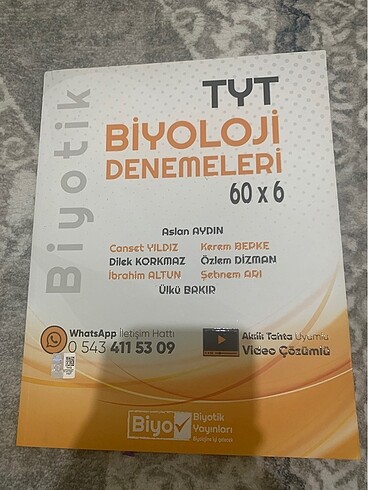 Biyotik
TYT
BİYOLOJİ
DENEMELERİ
60 x 6
Aslan AYDIN
Canset YILDIZ Kerem BERKE
Dilek KORKMAZ Özlem DİZMAN
İbrahim ALTUN Şebnem ARI
Ülkü BAKIR
WhatsApp İletişim Hattı
0 543 411 53 09
Akıllı Tahta Uyumlu
Video Çözümlü
Biyo
Biyotik
Yayınları